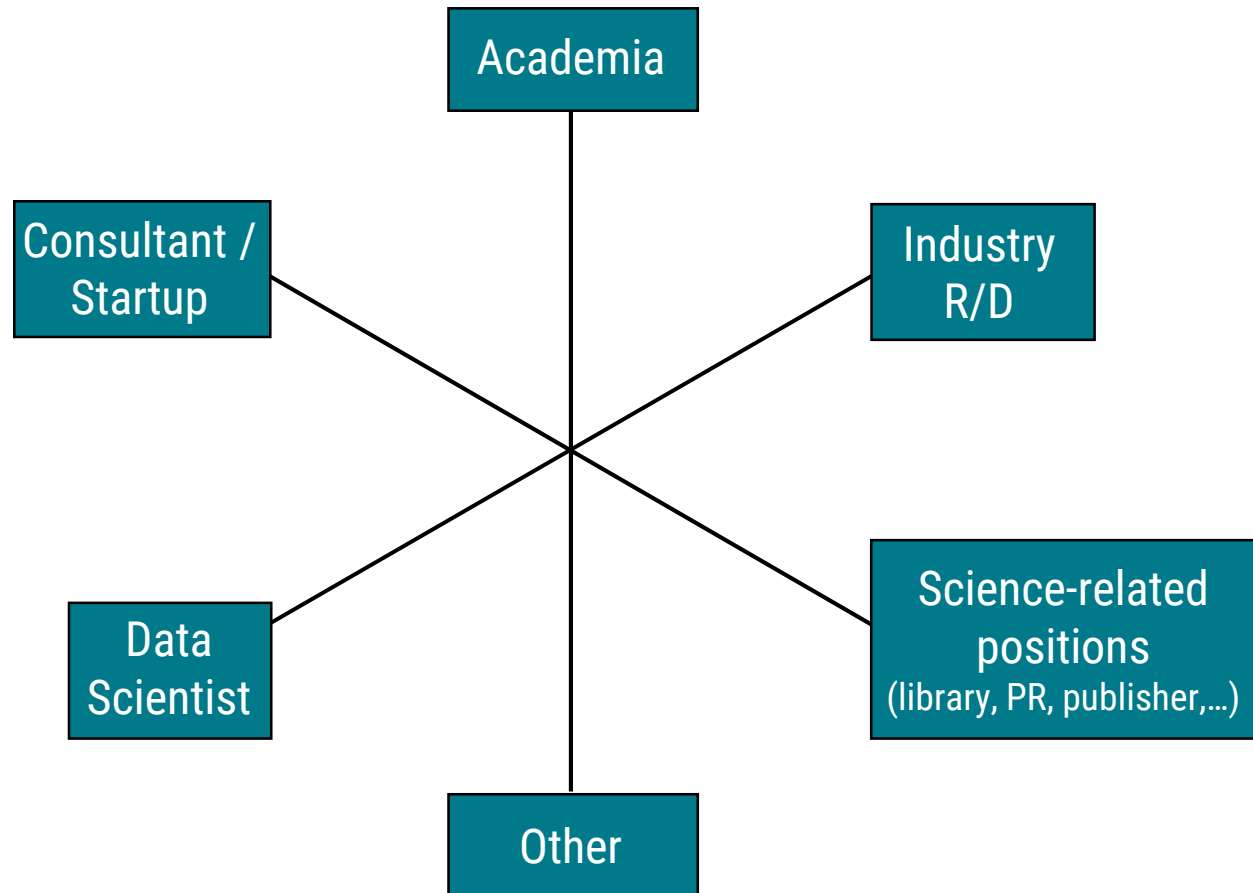 Academia
Consultant /
Startup
Industry
R/D
Data
Scientist
Science-related
positions
(library, PR, publisher,...)
Other